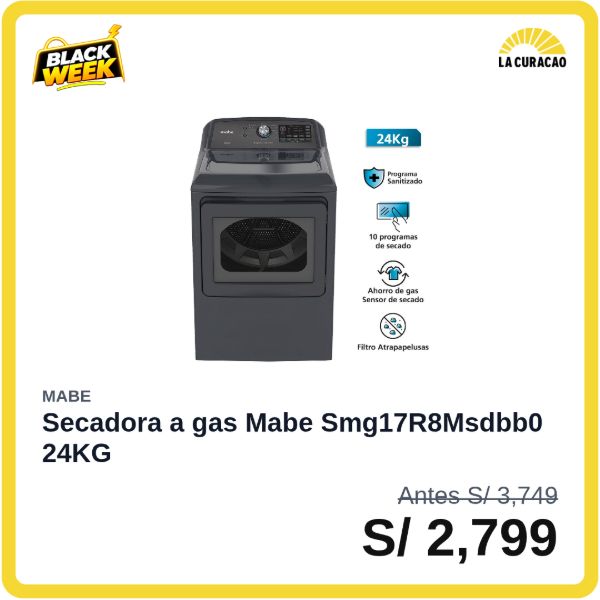 BLACK
WEEK
LA CURACAO
mabe
24Kg
Programa
Sanitizado
10 programas
de secado
Ahorro de gas
Sensor de secado
Filtro Atrapapelusas
MABE
Secadora a gas Mabe Smg17R8Msdbb0
24KG
Antes S/ 3,749
S/ 2,799